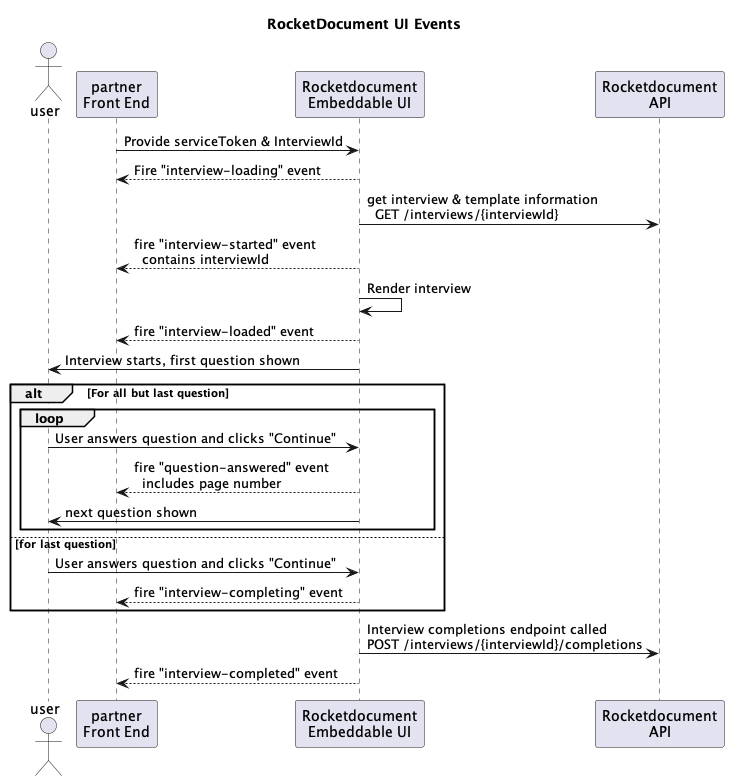 RocketDocument UI Events
user
partner
Front End
Rocketdocument
Embeddable UI
Rocketdocument
API
Provide serviceToken & InterviewId
Fire "interview-loading" event
get interview & template information
GET /interviews/{interviewId}
fire "interview-started" event
contains interviewId
Render interview
fire "interview-loaded" event
Interview starts, first question shown
alt [For all but last question]
loop
User answers question and clicks "Continue"
fire "question-answered" event
includes page number
next question shown
[for last question]
User answers question and clicks "Continue"
fire "interview-completing" event
Interview completions endpoint called
POST /interviews/{interviewId}/completions
fire "interview-completed" event
user
partner
Front End
Rocketdocument
Embeddable UI
Rocketdocument
API